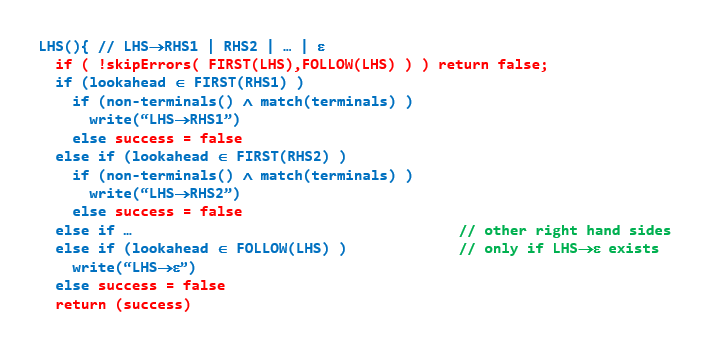 LHS(){ // LHS→RHS1 | RHS2 | … | ε
if ( !skipErrors( FIRST(LHS),FOLLOW(LHS) ) ) return false;
if (lookahead ∈ FIRST(RHS1) )
if (non-terminals() ∧ match(terminals) )
write(“LHS→RHS1”)
else success = false
else if (lookahead ∈ FIRST(RHS2) )
if (non-terminals() ∧ match(terminals) )
write(“LHS→RHS2”)
else success = false
else if … // other right hand sides
else if (lookahead ∈ FOLLOW(LHS) ) // only if LHS→ε exists
write(“LHS→ε”)
else success = false
return (success)